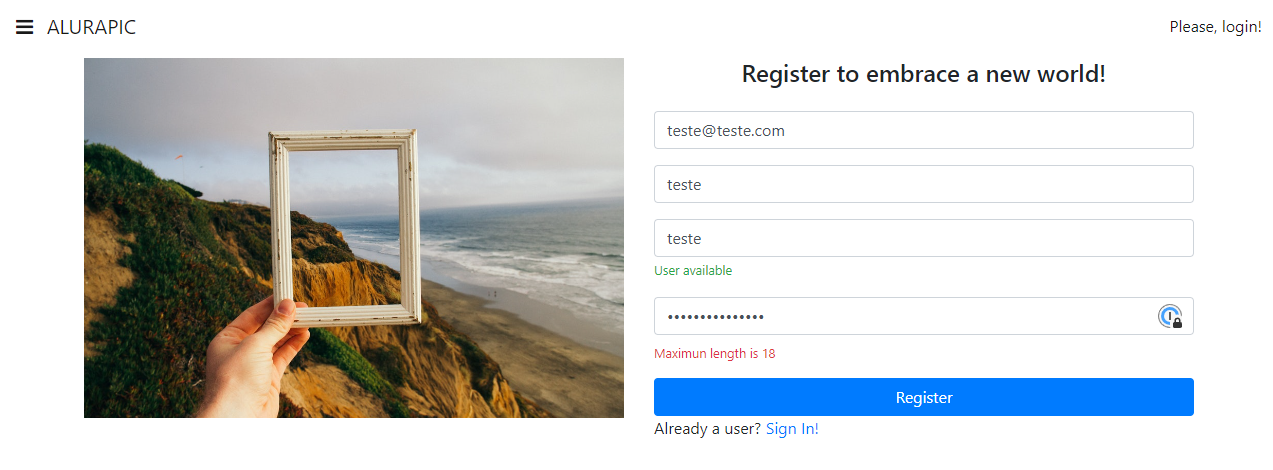 ALURAPIC
Please, login!
Register to embrace a new world!
teste@teste.com
teste
teste
User available
•••••••••••••••
Maximun length is 18
Register
Already a user? Sign In!